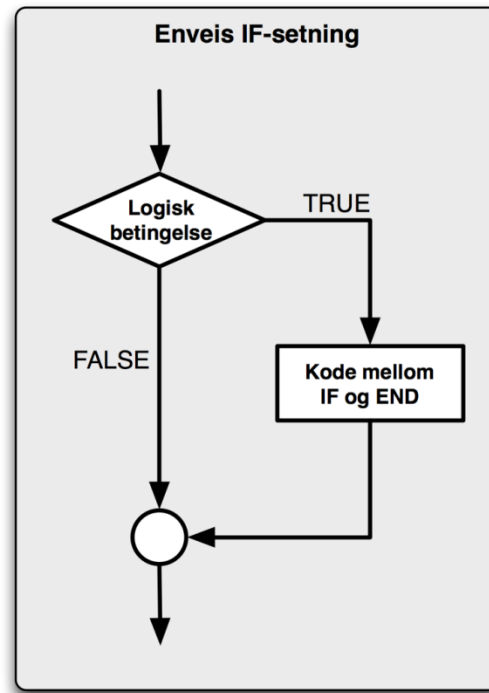 Enveis IF-setning
Logisk
betingelse
TRUE
FALSE
Kode mellom
IF og END